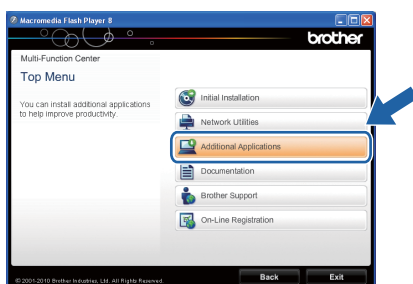 Macromedia Flash Player 8
brother
Multi-Function Center
Top Menu
You can install additional applications
to help improve productivity.
Initial Installation
Network Utilities
Additional Applications
Documentation
Brother Support
On-Line Registration
© 2001-2010 Brother Industries, Ltd. All Rights Reserved.
Back
Exit